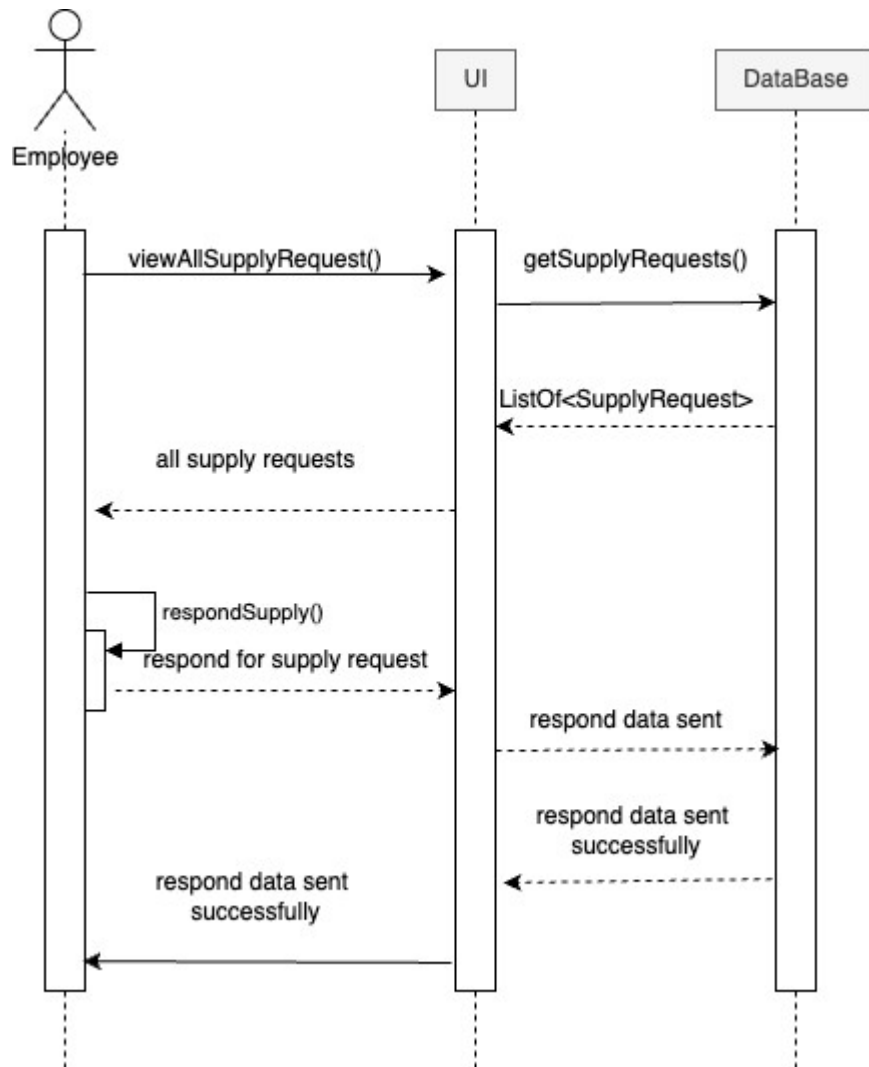 UI
DataBase
Employee
viewAllSupplyRequest()
getSupplyRequests()
ListOf<SupplyRequest>
all supply requests
respondSupply()
respond for supply request
respond data sent
respond data sent
successfully
respond data sent
successfully